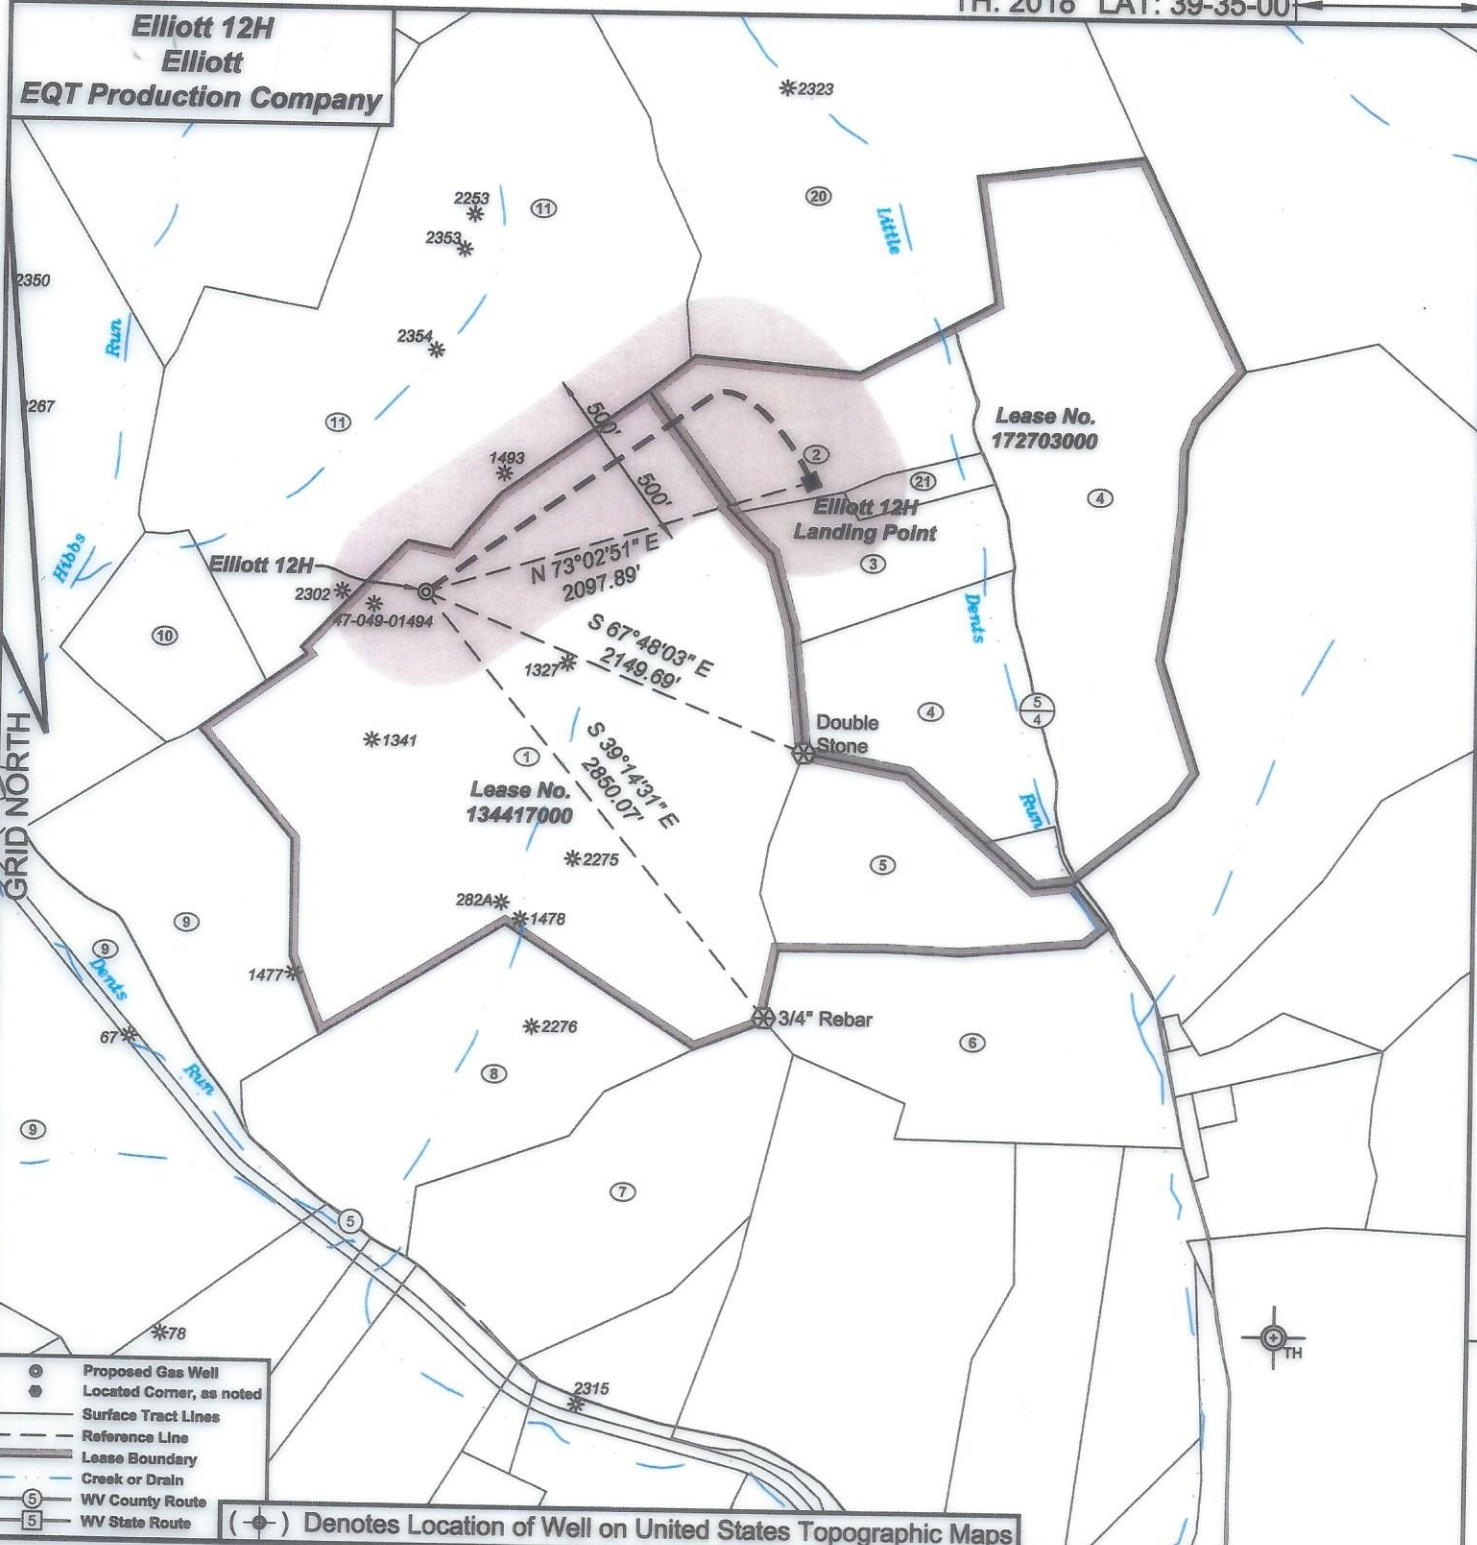 TH: 2018 LAT: 39-35-00
Elliott 12H
Elliott
EQT Production Company
2323
2253
11
20
2353
Little
2350
Run
2354
2267
11
500'
Lease No.
172703000
1493
2
500'
21
4
Elliott 12H
Landing Point
Hibbs
Elliott 12H
N 73°02'51" E
2097.89'
3
2302
47-049-01494
10
S 67°48'03" E
2149.69'
Dents
1327
5
4
4
Double
Stone
1341
1
S 39°14'31" E
2850.07'
Lease No.
134417000
Run
GRID NORTH
2275
5
282A
1478
9
9
Dents
1477
3/4" Rebar
67
2276
6
8
Run
9
7
5
78
TH
2315
Proposed Gas Well
Located Corner, as noted
Surface Tract Lines
Reference Line
Lease Boundary
Creek or Drain
5 WV County Route
5 WV State Route
( ) Denotes Location of Well on United States Topographic Maps